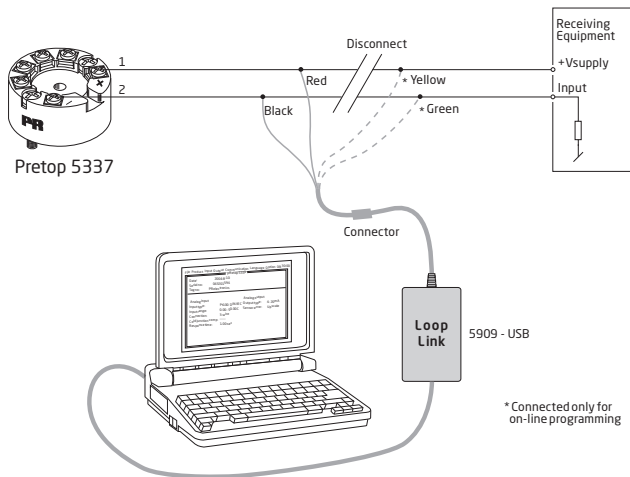 Receiving
Equipment
Disconnect
1
+Vsupply
Red
* Yellow
2
Input
Black
* Green
PR
Pretop 5337
Connector
Loop
Link
5909 - USB
* Connected only for
on-line programming